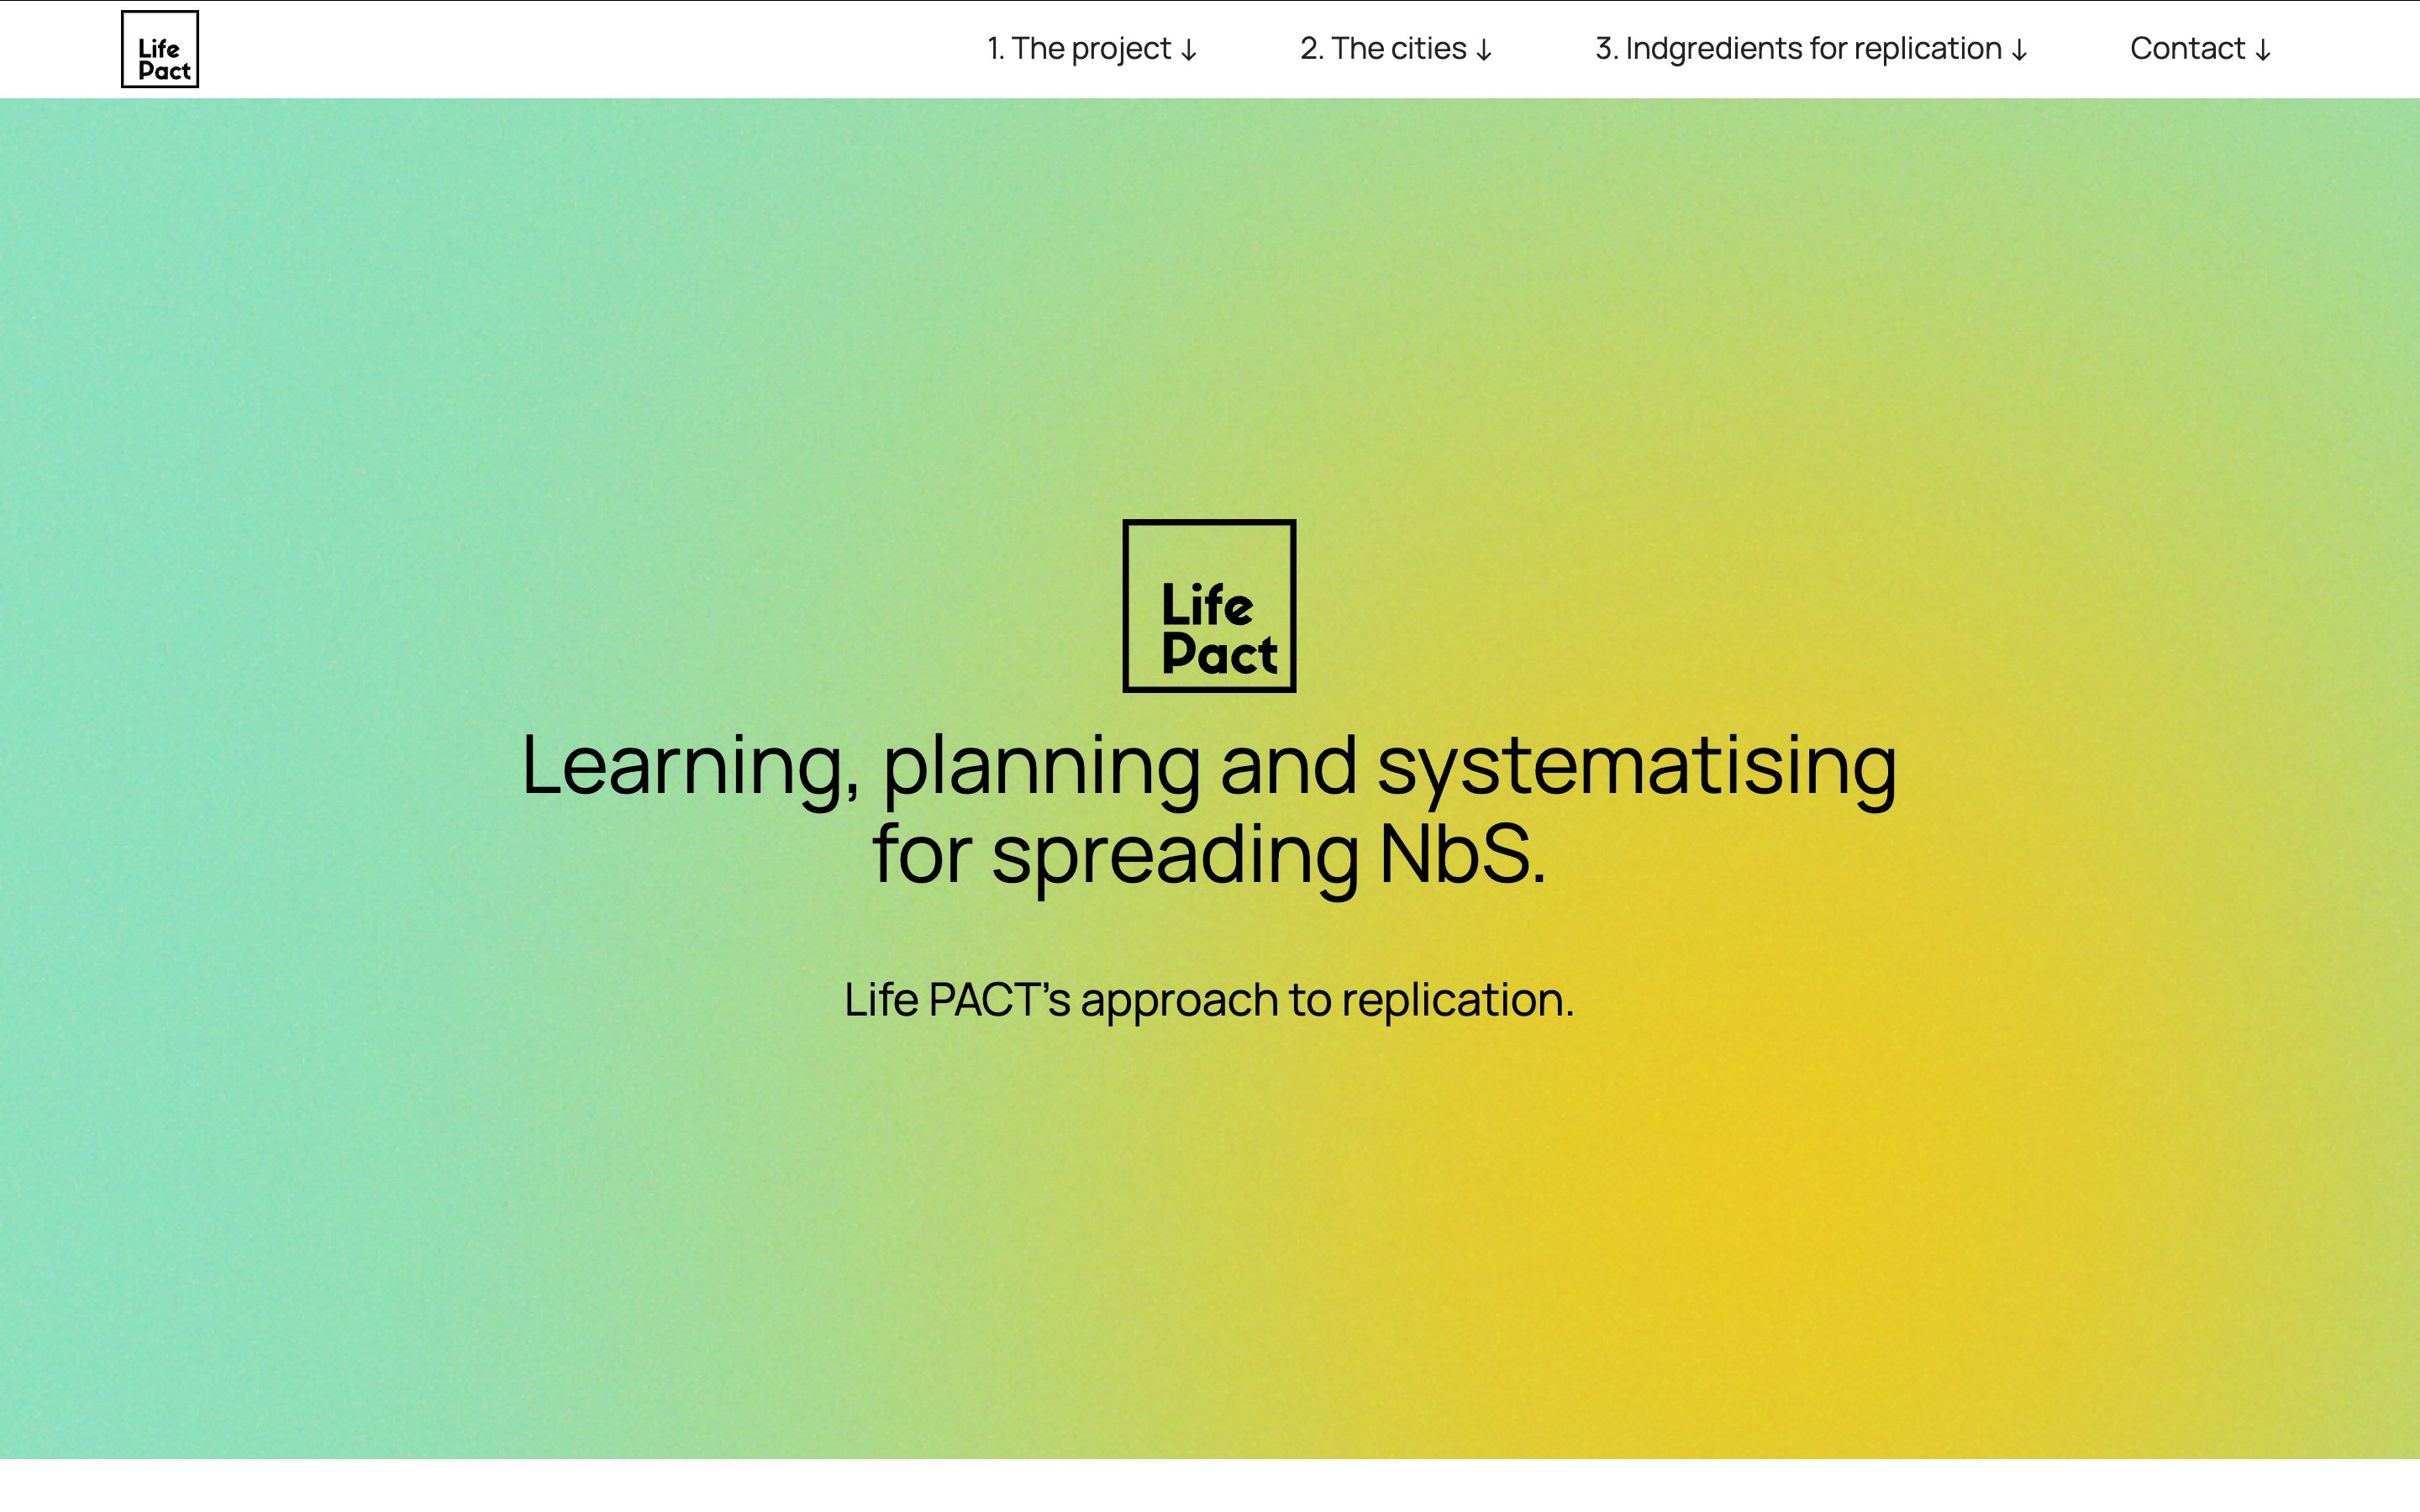 Life
Pact
1. The project ↓
2. The cities ↓
3. Indgredients for replication ↓
Contact ↓
Life
Pact
Learning, planning and systematising
for spreading NbS.
Life PACT’s approach to replication.